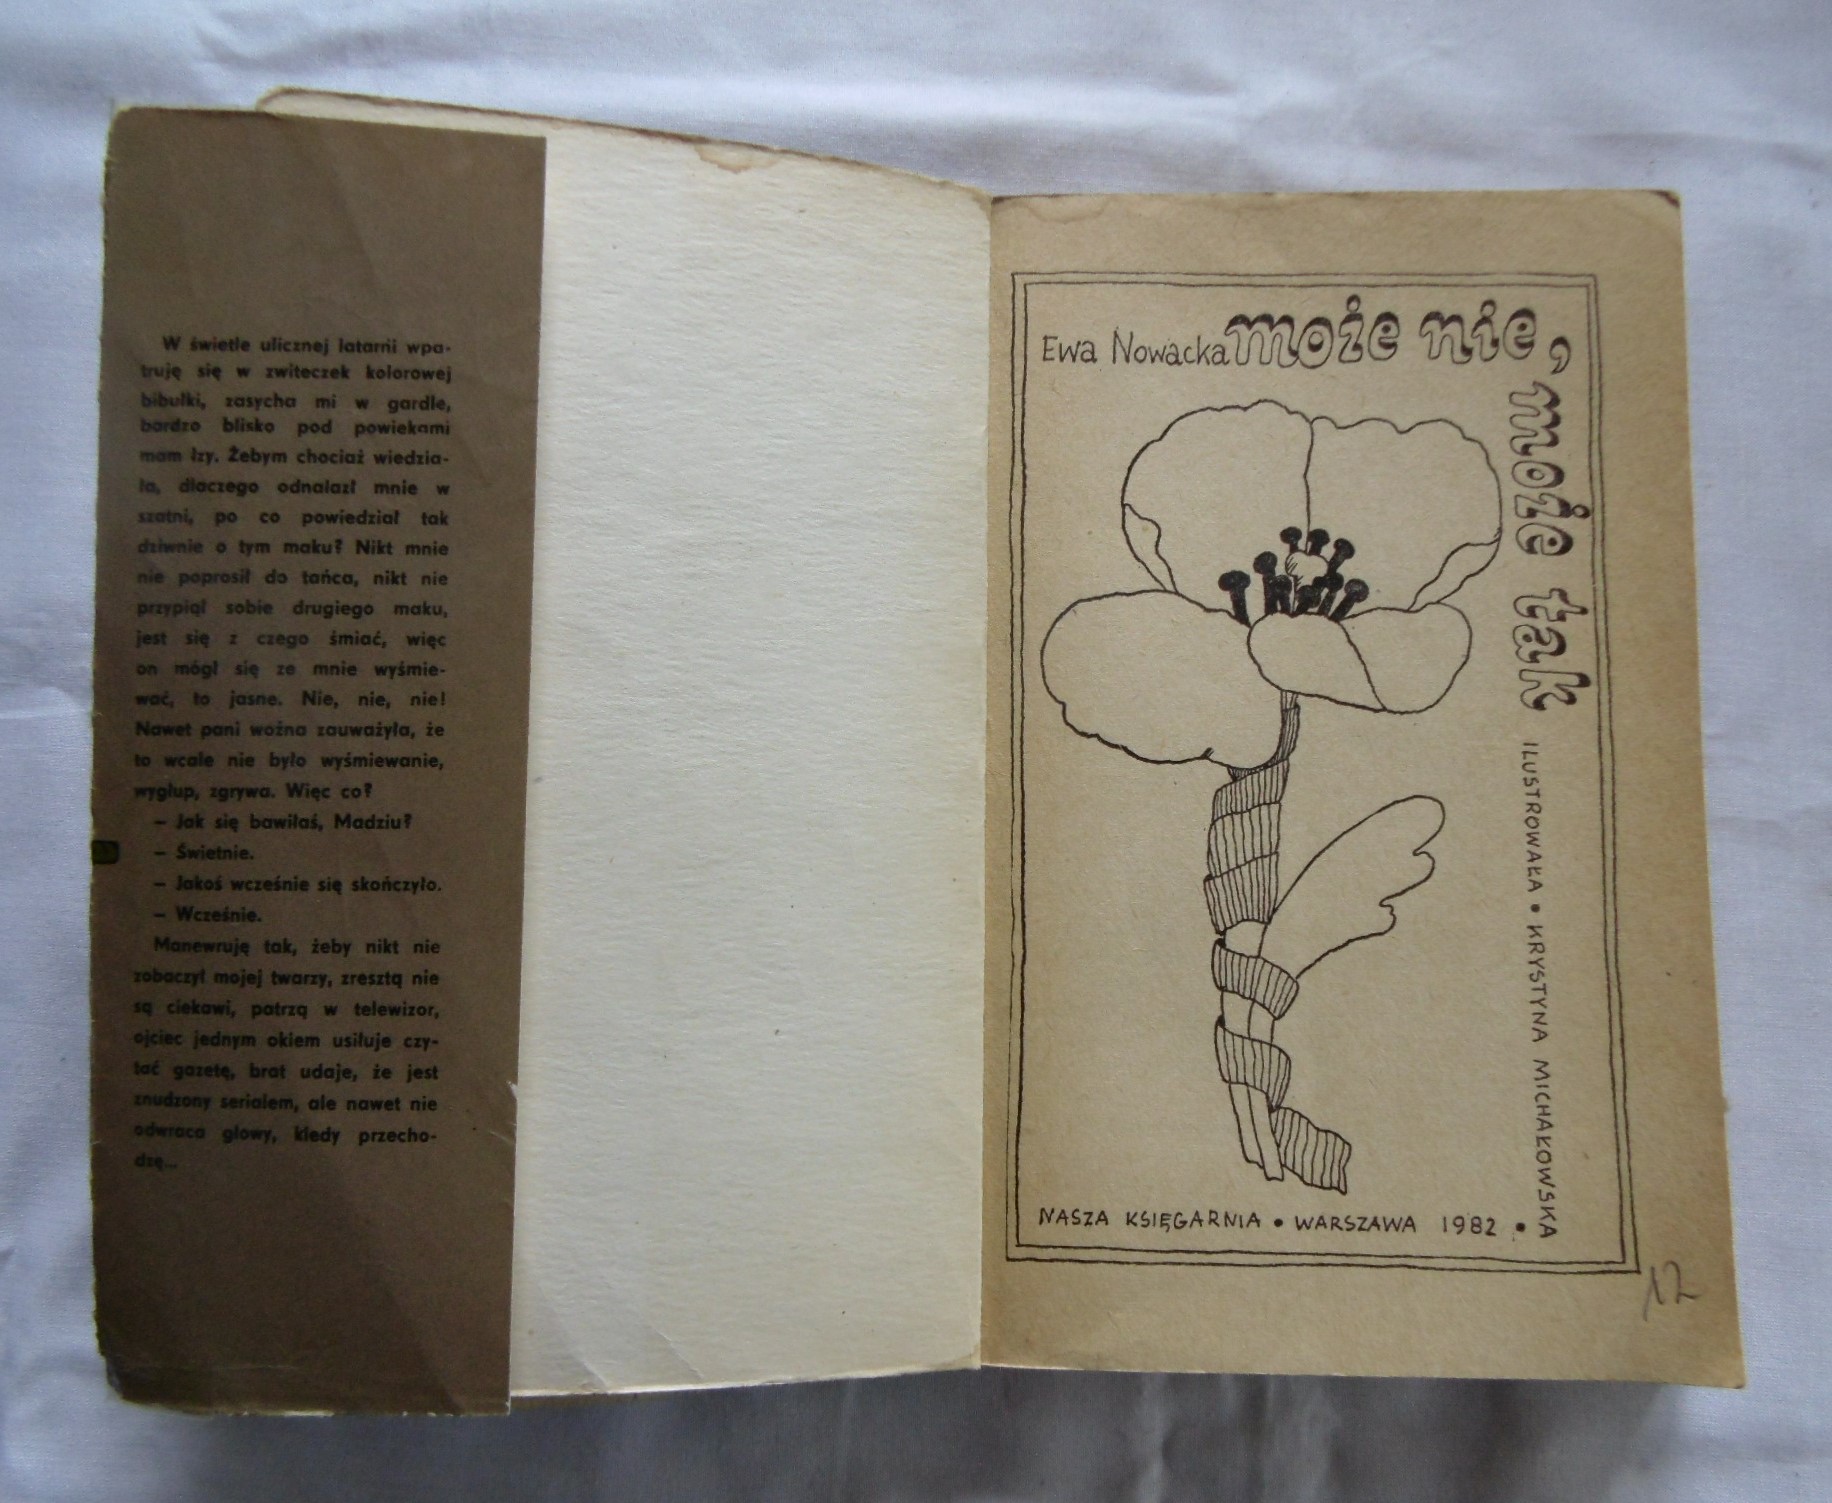 W świetle ulicznej latarni wpa-
truję się w zwiteczek kolorowej
bibułki, zasycha mi w gardle,
bardzo blisko pod powiekami
mam łzy. Żebym chociaż wiedzia-
ła, dlaczego odnalazł mnie w
szatni, po co powiedział tak
dziwnie o tym maku? Nikt mnie
nie poprosił do tańca, nikt nie
przypiął sobie drugiego maku,
jest się z czego śmiać, więc
on mógł się ze mnie wyśmie-
wać, to jasne. Nie, nie, nie!
Nawet pani woźna zauważyła, że
to wcale nie było wyśmiewanie,
wygłup, zgrywa. Więc co?
– Jak się bawiłaś, Madziu?
– Świetnie.
– Jakoś wcześnie się skończyło.
– Wcześnie.
Manewruję tak, żeby nikt nie
zobaczył mojej twarzy, zresztą nie
są ciekawi, patrzą w telewizor,
ojciec jednym okiem usiłuje czy-
tać gazetę, brat udaje, że jest
znudzony serialem, ale nawet nie
odwraca głowy, kiedy przecho-
dzę...
Ewa Nowacka
może nie,
może tak
ILUSTROWAŁA • KRYSTYNA MICHAŁOWSKA
NASZA KSIĘGARNIA • WARSZAWA 1982 •
12